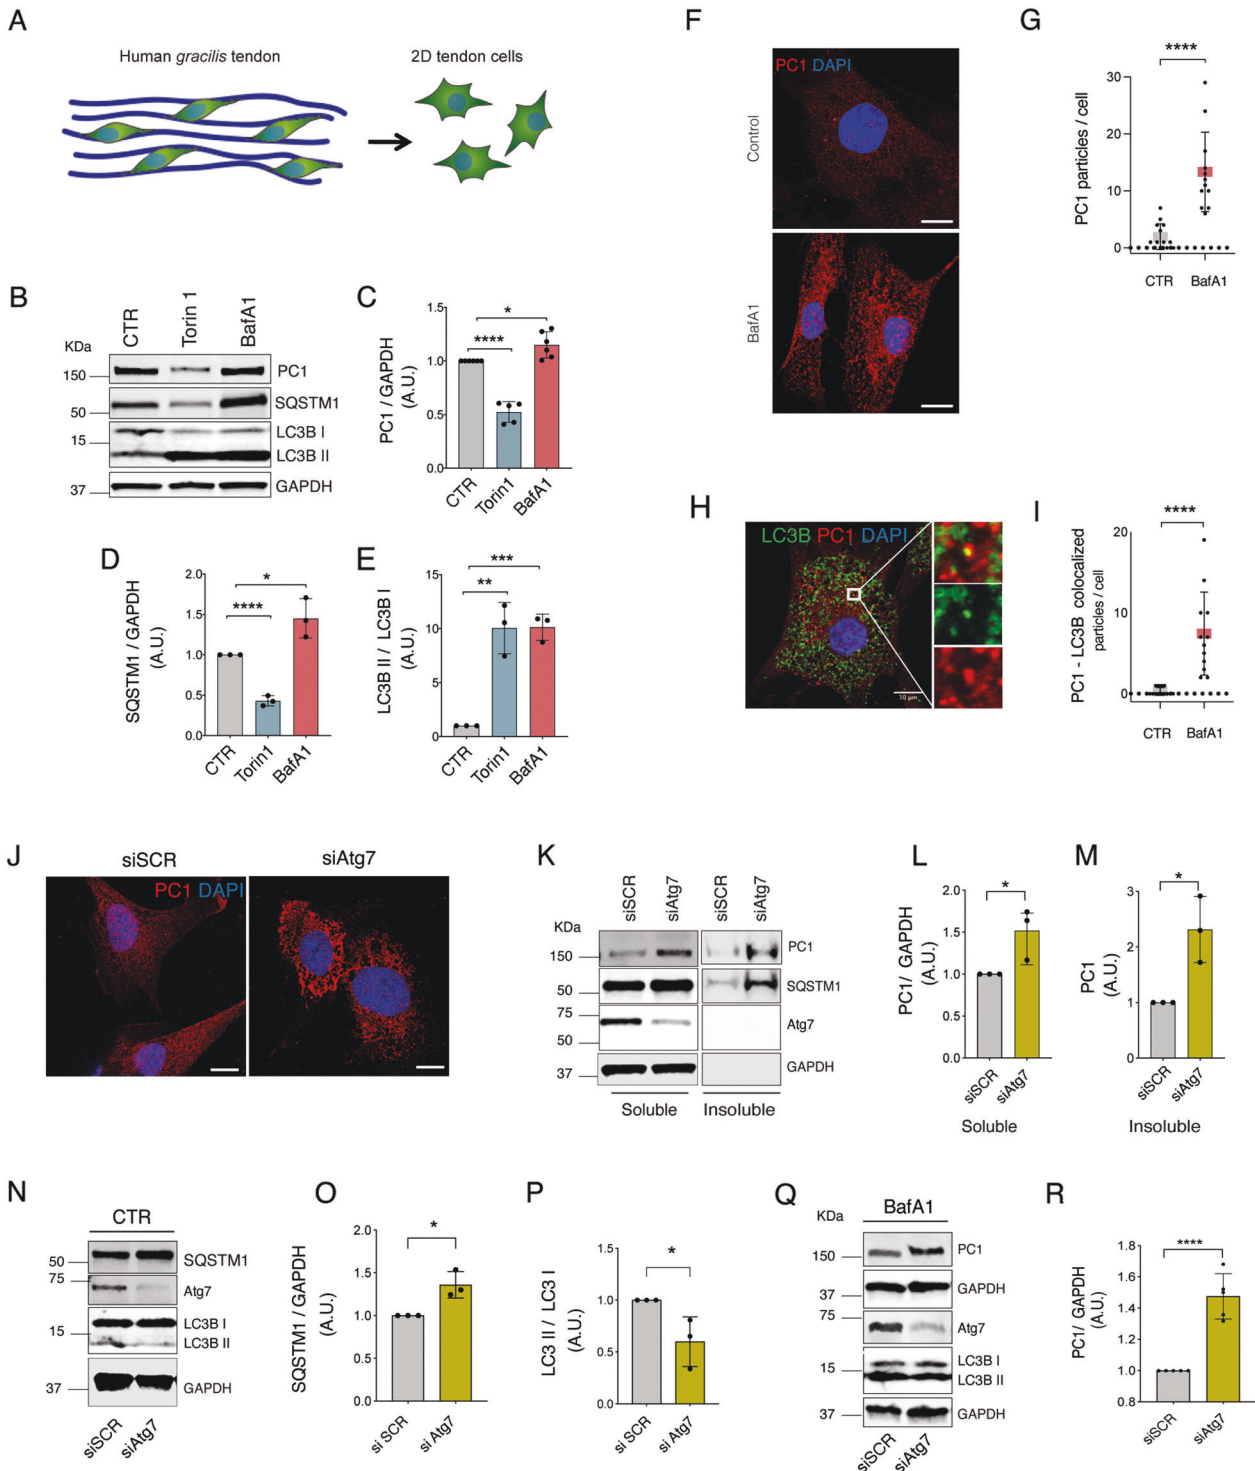 A
Human gracilis tendon
2D tendon cells
B
CTR
Torin 1
BafA1
KDa
150
PC1
50
SQSTM1
LC3B I
15
LC3B II
37
GAPDH
C
PC1 / GAPDH
(A.U.)
1.5
1.0
0.5
0.0
*
****
CTR
Torin1
BafA1
D
SQSTM1 / GAPDH
(A.U.)
2.0
1.5
1.0
0.5
0.0
*
****
CTR
Torin1
BafA1
E
LC3B II / LC3B I
(A.U.)
15
10
5
0
***
**
CTR
Torin1
BafA1
F
PC1 DAPI
Control
BafA1
G
****
PC1 particles / cell
30
20
10
0
CTR
BafA1
H
LC3B PC1 DAPI
10 µm
I
****
PC1 - LC3B colocalized
particles / cell
20
10
0
CTR
BafA1
J
siSCR
siAtg7
PC1 DAPI
K
siSCR
siAtg7
siSCR
siAtg7
KDa
150
PC1
50
SQSTM1
75
Atg7
50
37
GAPDH
Soluble
Insoluble
L
PC1/ GAPDH
(A.U.)
2.0
1.5
1.0
0.5
0.0
*
siSCR
siAtg7
Soluble
M
PC1
(A.U.)
3
2
1
0
*
siSCR
siAtg7
Insoluble
N
CTR
50
SQSTM1
75
Atg7
LC3B I
15
LC3B II
37
GAPDH
siSCR
siAtg7
O
SQSTM1 / GAPDH
(A.U.)
2.0
1.5
1.0
0.5
0.0
*
si SCR
si Atg7
P
LC3 II / LC3 I
(A.U.)
1.5
1.0
0.5
0.0
*
si SCR
si Atg7
Q
BafA1
KDa
150
PC1
37
GAPDH
75
Atg7
15
LC3B I
LC3B II
37
GAPDH
siSCR
siAtg7
R
PC1/ GAPDH
(A.U.)
1.8
1.6
1.4
1.2
1.0
0.8
****
siSCR
siAtg7